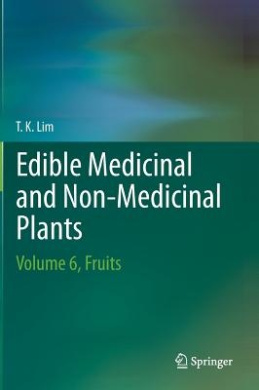 T. K. Lim
Edible Medicinal
and Non-Medicinal
Plants
Volume 6, Fruits
Springer